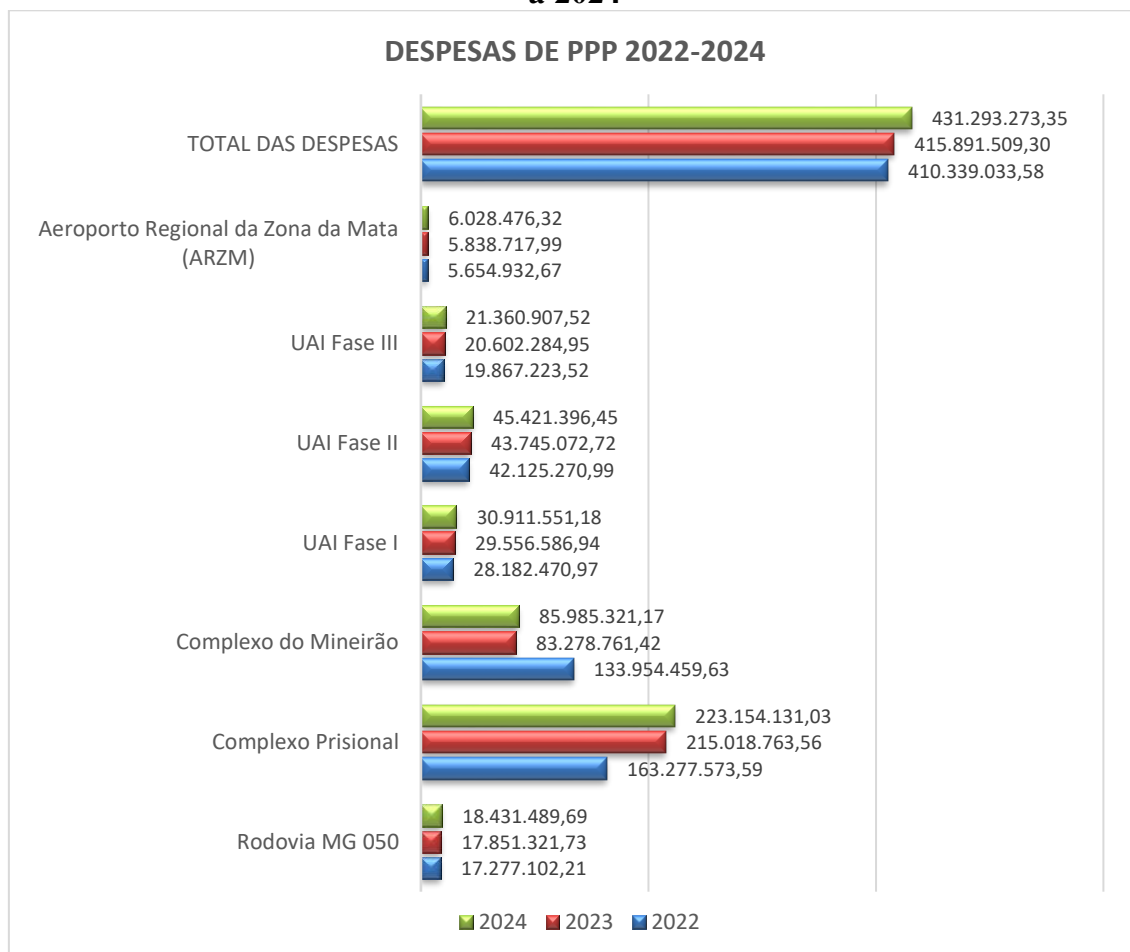 a 2024
DESPESAS DE PPP 2022-2024
TOTAL DAS DESPESAS
431.293.273,35
415.891.509,30
410.339.033,58
Aeroporto Regional da Zona da Mata
(ARZM)
6.028.476,32
5.838.717,99
5.654.932,67
UAI Fase III
21.360.907,52
20.602.284,95
19.867.223,52
UAI Fase II
45.421.396,45
43.745.072,72
42.125.270,99
UAI Fase I
30.911.551,18
29.556.586,94
28.182.470,97
Complexo do Mineirão
85.985.321,17
83.278.761,42
133.954.459,63
Complexo Prisional
223.154.131,03
215.018.763,56
163.277.573,59
Rodovia MG 050
18.431.489,69
17.851.321,73
17.277.102,21
2024 2023 2022